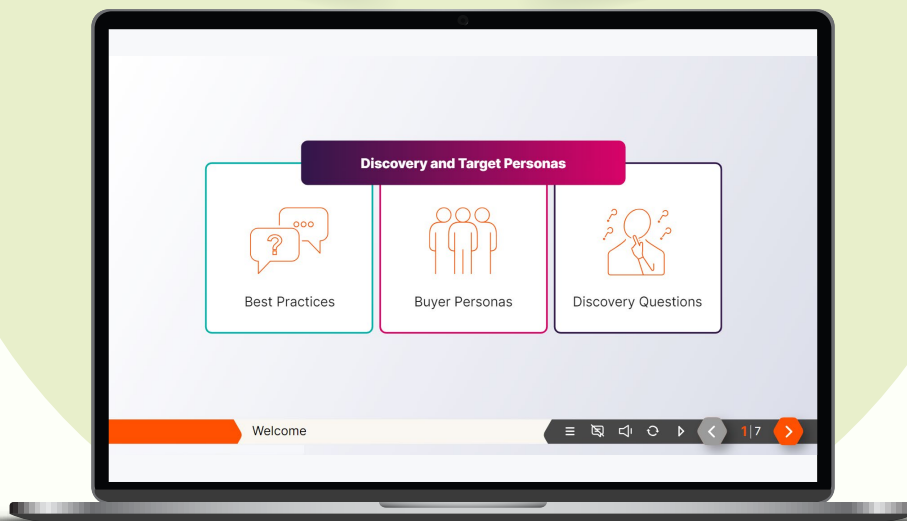 Discovery and Target Personas
?
Best Practices
Buyer Personas
Discovery Questions
Welcome
1|7